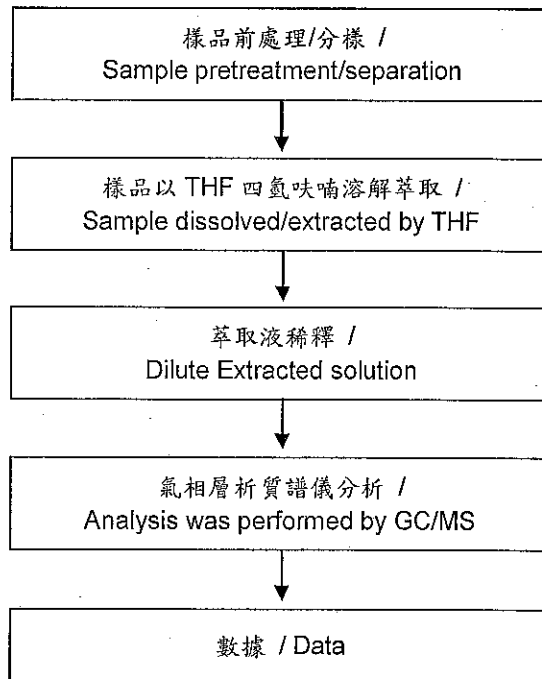 樣品前處理/分樣 /
Sample pretreatment/separation
樣品以 THF 四氫呋喃溶解萃取 /
Sample dissolved/extracted by THF
萃取液稀釋 /
Dilute Extracted solution
氣相層析質譜儀分析 /
Analysis was performed by GC/MS
數據 / Data